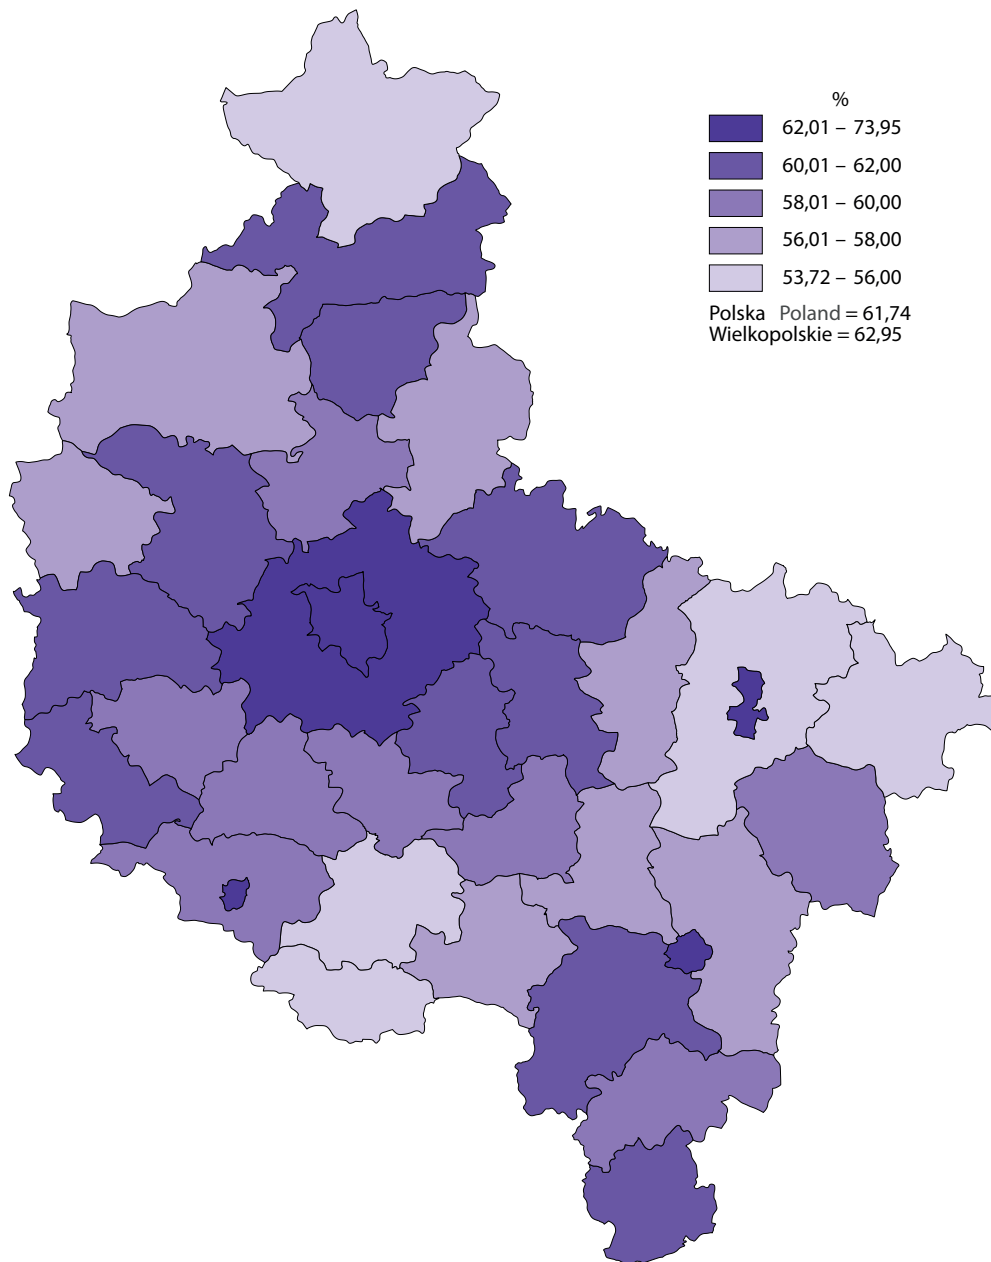 %
62,01 – 73,95
60,01 – 62,00
58,01 – 60,00
56,01 – 58,00
53,72 – 56,00
Polska Poland = 61,74
Wielkopolskie = 62,95